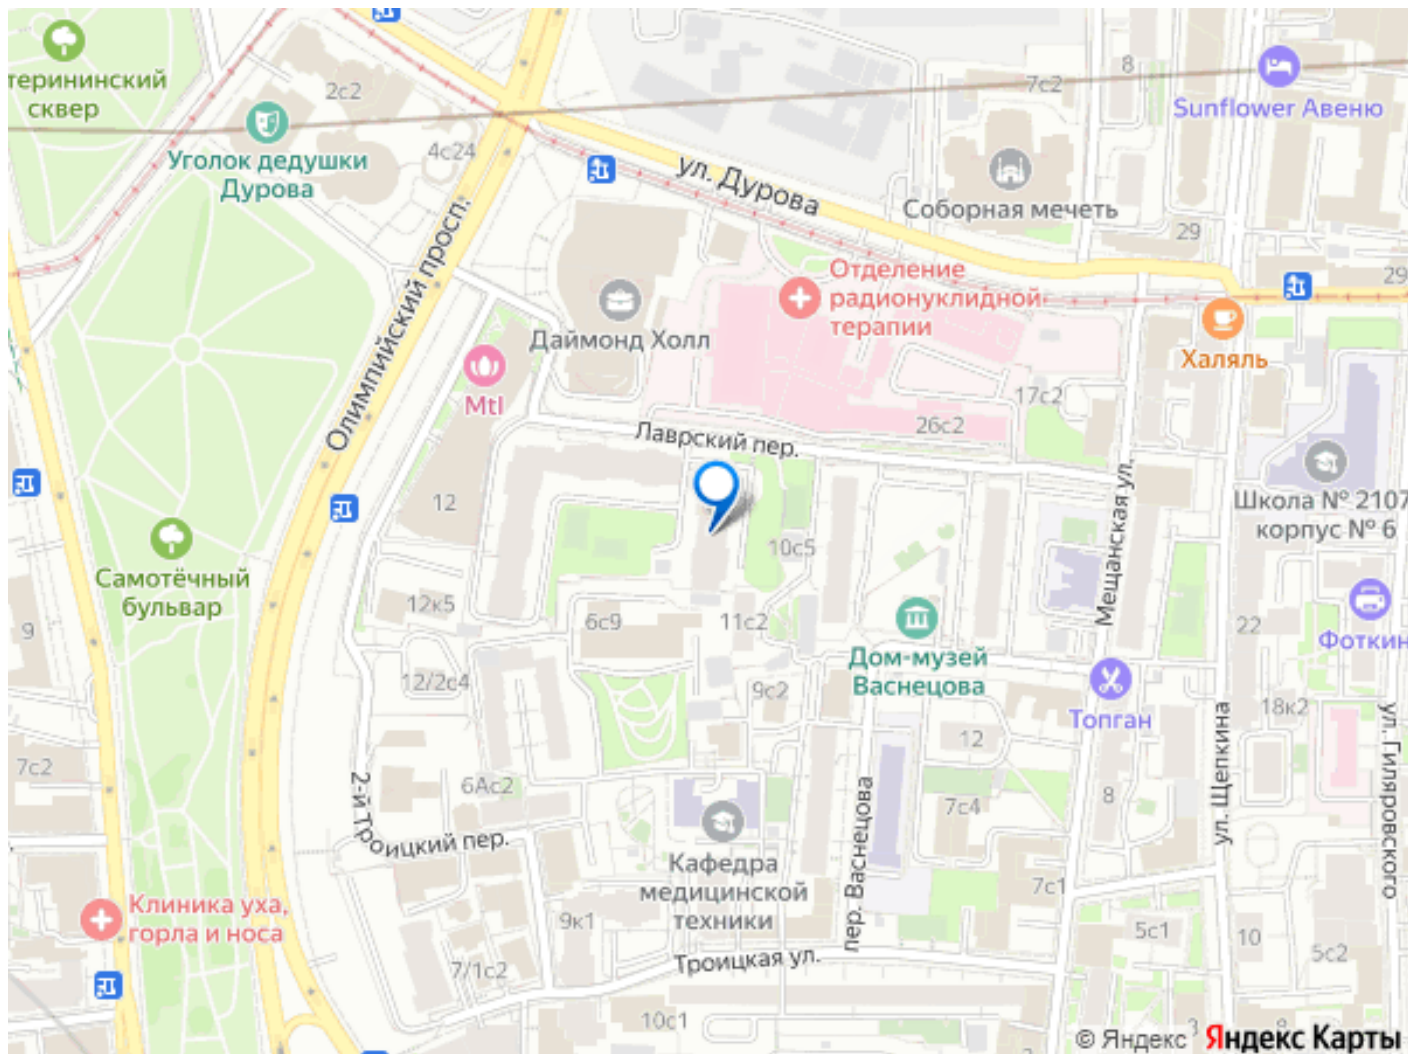 терининский
сквер
2с2
Уголок дедушки
Дурова
4с24
8
7с2
Sunflower Авеню
ул. Дурова
Соборная мечеть
29
29
Отделение
радионуклидной
терапии
Олимпийский просп.
Даймонд Холл
Mtl
Халяль
17с2
26с2
Лаврский пер.
12
Школа № 2107
корпус № 6
10с5
Мещанская ул.
Самотёчный
бульвар
9
12к5
6с9
11с2
22
Фоткин
Дом-музей
Васнецова
12/2с4
9с2
Топган
18к2
12
7с2
2-й Троицкий пер.
6Ас2
7с4
8
ул. Щепкина
ул. Гиляровского
пер. Васнецова
Кафедра
медицинской
техники
7с1
Клиника уха,
горла и носа
9к1
5с1
10
5с2
7/1с2
Троицкая ул.
10с1
3
© Яндекс
Яндекс Карты